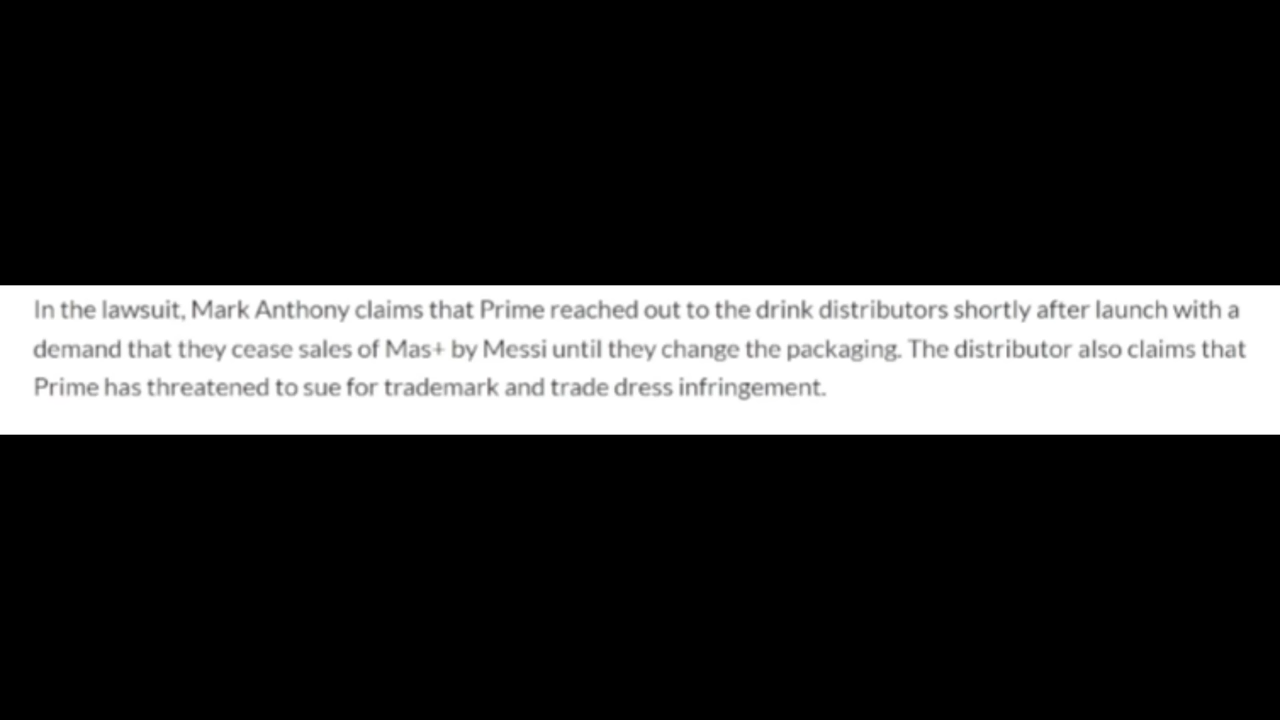 In the lawsuit, Mark Anthony claims that Prime reached out to the drink distributors shortly after launch with a
demand that they cease sales of Mas+ by Messi until they change the packaging. The distributor also claims that
Prime has threatened to sue for trademark and trade dress infringement.